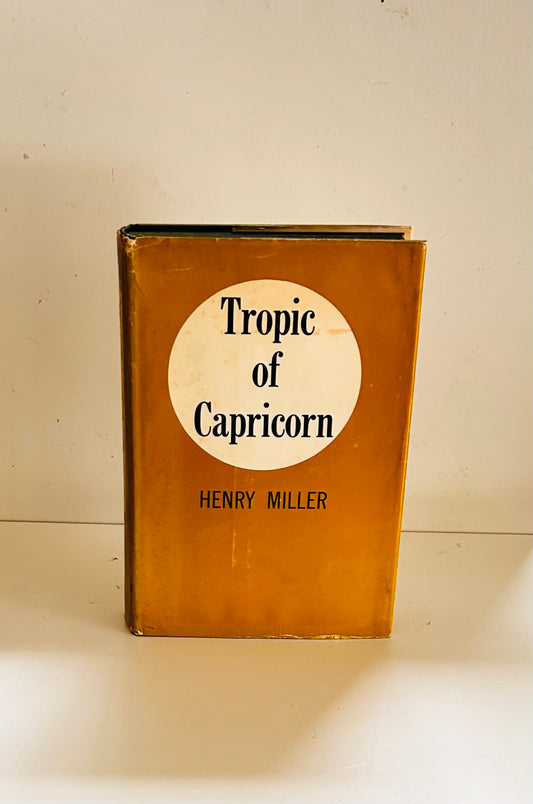 Tropic
of
Capricorn
HENRY MILLER